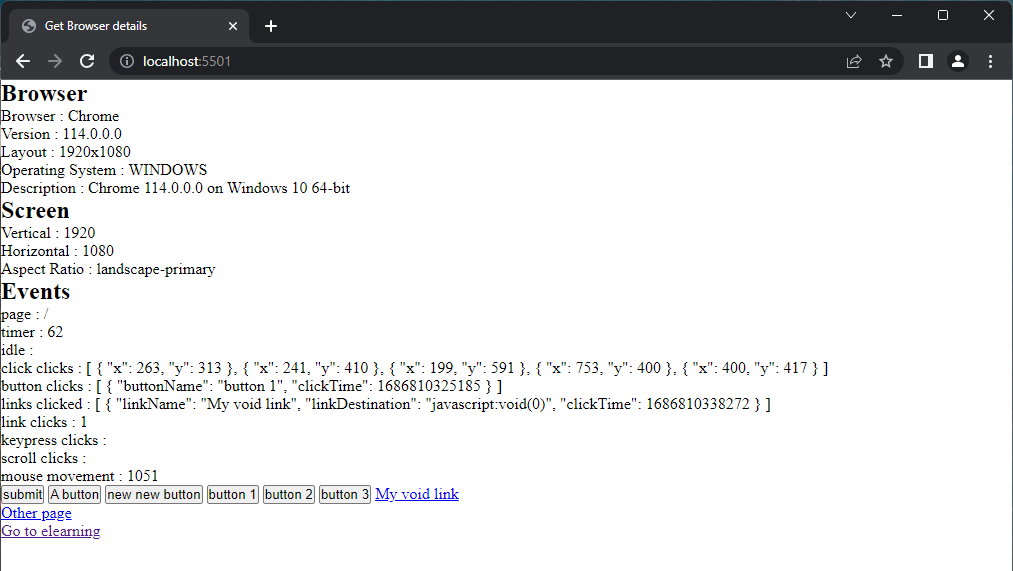 Get Browser details
localhost:5501
Browser
Browser : Chrome
Version : 114.0.0.0
Layout : 1920x1080
Operating System : WINDOWS
Description : Chrome 114.0.0.0 on Windows 10 64-bit
Screen
Vertical : 1920
Horizontal : 1080
Aspect Ratio : landscape-primary
Events
page : /
timer : 62
idle :
click clicks : [ { "x": 263, "y": 313 }, { "x": 241, "y": 410 }, { "x": 199, "y": 591 }, { "x": 753, "y": 400 }, { "x": 400, "y": 417 } ]
button clicks : [ { "buttonName": "button 1", "clickTime": 1686810325185 } ]
links clicked : [ { "linkName": "My void link", "linkDestination": "javascript:void(0)", "clickTime": 1686810338272 } ]
link clicks : 1
keypress clicks :
scroll clicks :
mouse movement : 1051
submit A button new new button button 1 button 2 button 3 My void link
Other page
Go to elearning